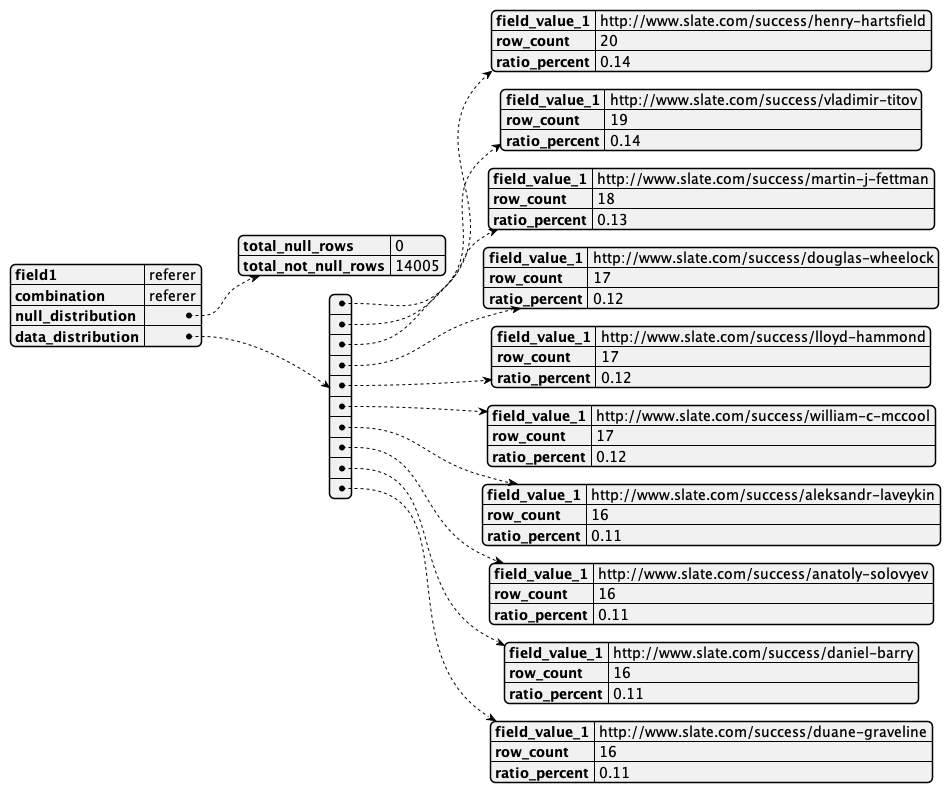 field1 referer
combination referer
null_distribution
data_distribution
total_null_rows 0
total_not_null_rows 14005
field_value_1 http://www.slate.com/success/henry-hartsfield
row_count 20
ratio_percent 0.14
field_value_1 http://www.slate.com/success/vladimir-titov
row_count 19
ratio_percent 0.14
field_value_1 http://www.slate.com/success/martin-j-fettman
row_count 18
ratio_percent 0.13
field_value_1 http://www.slate.com/success/douglas-wheelock
row_count 17
ratio_percent 0.12
field_value_1 http://www.slate.com/success/lloyd-hammond
row_count 17
ratio_percent 0.12
field_value_1 http://www.slate.com/success/william-c-mccool
row_count 17
ratio_percent 0.12
field_value_1 http://www.slate.com/success/aleksandr-laveykin
row_count 16
ratio_percent 0.11
field_value_1 http://www.slate.com/success/anatoly-solovyev
row_count 16
ratio_percent 0.11
field_value_1 http://www.slate.com/success/daniel-barry
row_count 16
ratio_percent 0.11
field_value_1 http://www.slate.com/success/duane-graveline
row_count 16
ratio_percent 0.11